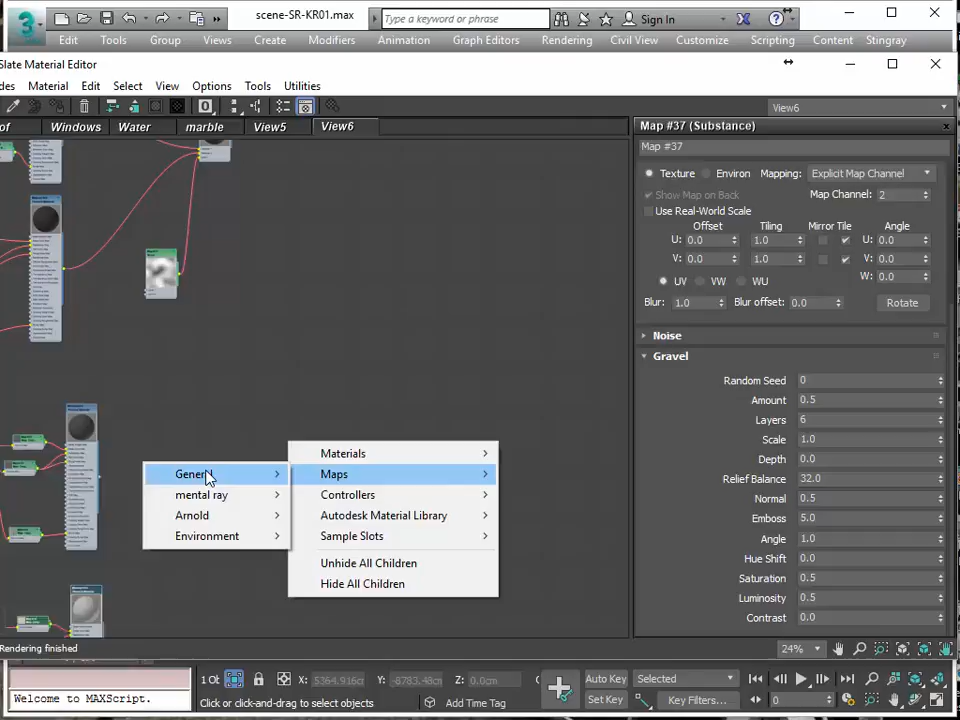 scene-SR-KR01.max
Type a keyword or phrase
Sign In
Edit Tools Group Views Create Modifiers Animation Graph Editors Rendering Civil View Customize Scripting Content Stingray
Slate Material Editor
des Material Edit Select View Options Tools Utilities
View6
of Windows Water marble View5 View6
Map #37 (Substance)
Map #37
Texture Environ Mapping: Explicit Map Channel
Show Map on Back Map Channel: 2
Use Real-World Scale
Offset Tiling Mirror Tile Angle
U: 0.0 1.0 U: 0.0
V: 0.0 1.0 V: 0.0
W: 0.0
UV VW WU
Blur: 1.0 Blur offset: 0.0 Rotate
Noise
Gravel
Random Seed 0
Amount 0.5
Layers 6
Scale 1.0
Depth 0.0
Relief Balance 32.0
Normal 0.5
Emboss 5.0
Angle 1.0
Hue Shift 0.0
Saturation 0.5
Luminosity 0.5
Contrast 0.0
Materials
Maps
Controllers
Autodesk Material Library
Sample Slots
Unhide All Children
Hide All Children
General
mental ray
Arnold
Environment
Rendering finished
24%
1 Ob X: 5364.916cm Y: -8783.48cm Z: 0.0cm
Auto Key Selected
Set Key Key Filters...
0
Welcome to MAXScript.
Click or click-and-drag to select objects
Add Time Tag